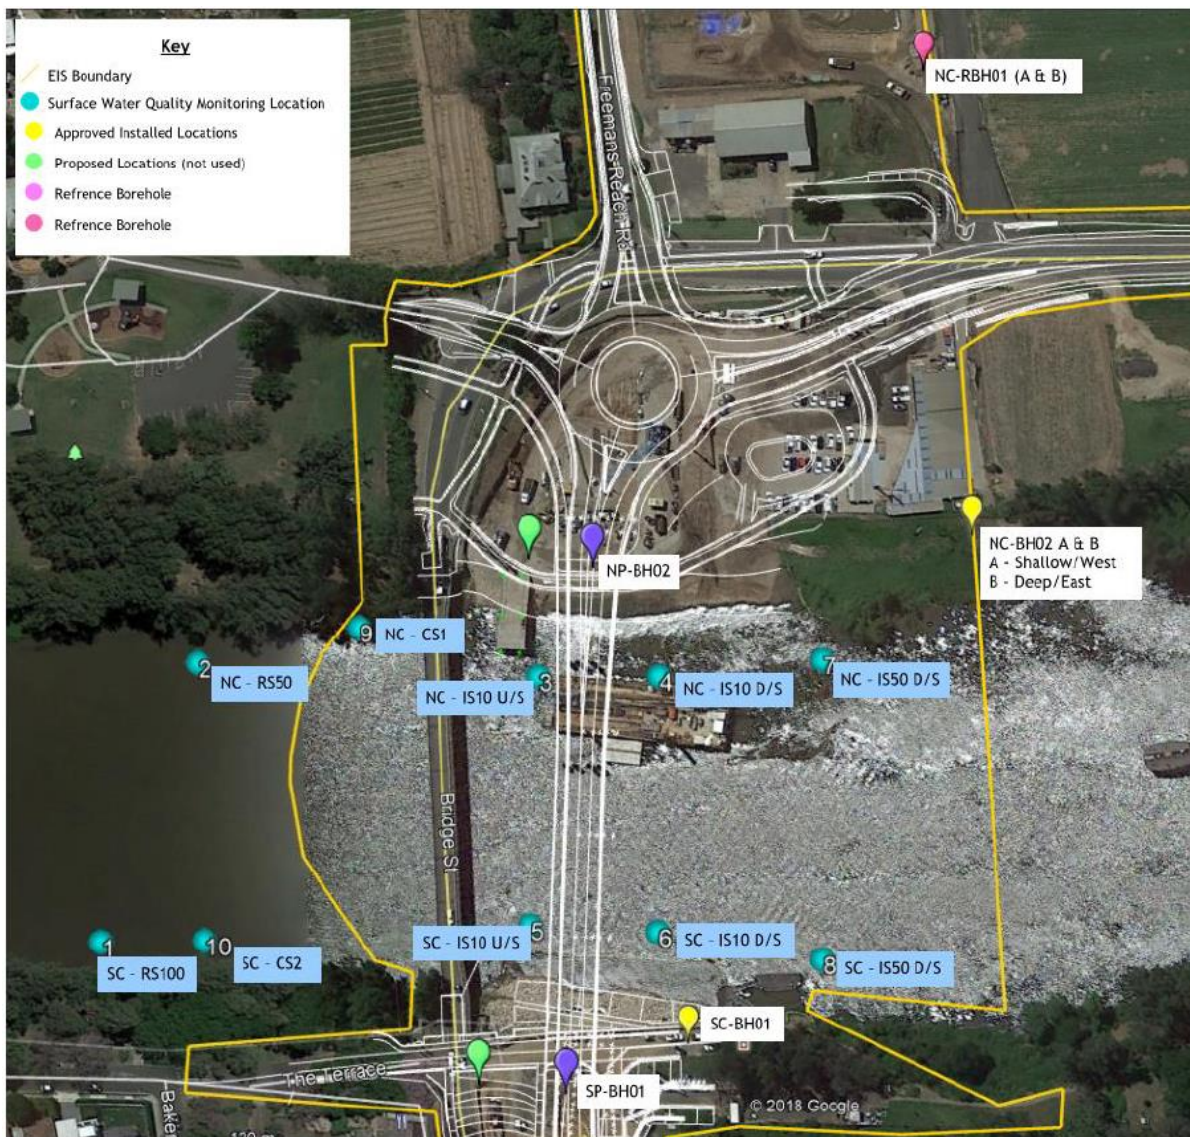 Key
EIS Boundary
Surface Water Quality Monitoring Location
Approved Installed Locations
Proposed Locations (not used)
Refrence Borehole
Refrence Borehole
NC-RBH01 (A & B)
Freemans Reach Rd
NP-BH02
NC-BH02 A & B
A - Shallow/West
B - Deep/East
9
NC - CS1
2
NC - RS50
3
NC - IS10 U/S
4
NC - IS10 D/S
7
NC - IS50 D/S
Bridge St
1
SC - RS100
10
SC - CS2
5
SC - IS10 U/S
6
SC - IS10 D/S
8
SC - IS50 D/S
SC-BH01
The Terrace
SP-BH01
Baker
© 2018 Google